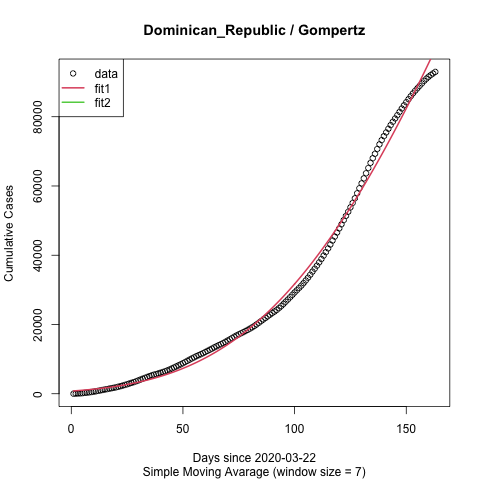 Dominican_Republic / Gompertz
data
fit1
fit2
Cumulative Cases
0
20000
40000
60000
80000
0
50
100
150
Days since 2020-03-22
Simple Moving Avarage (window size = 7)